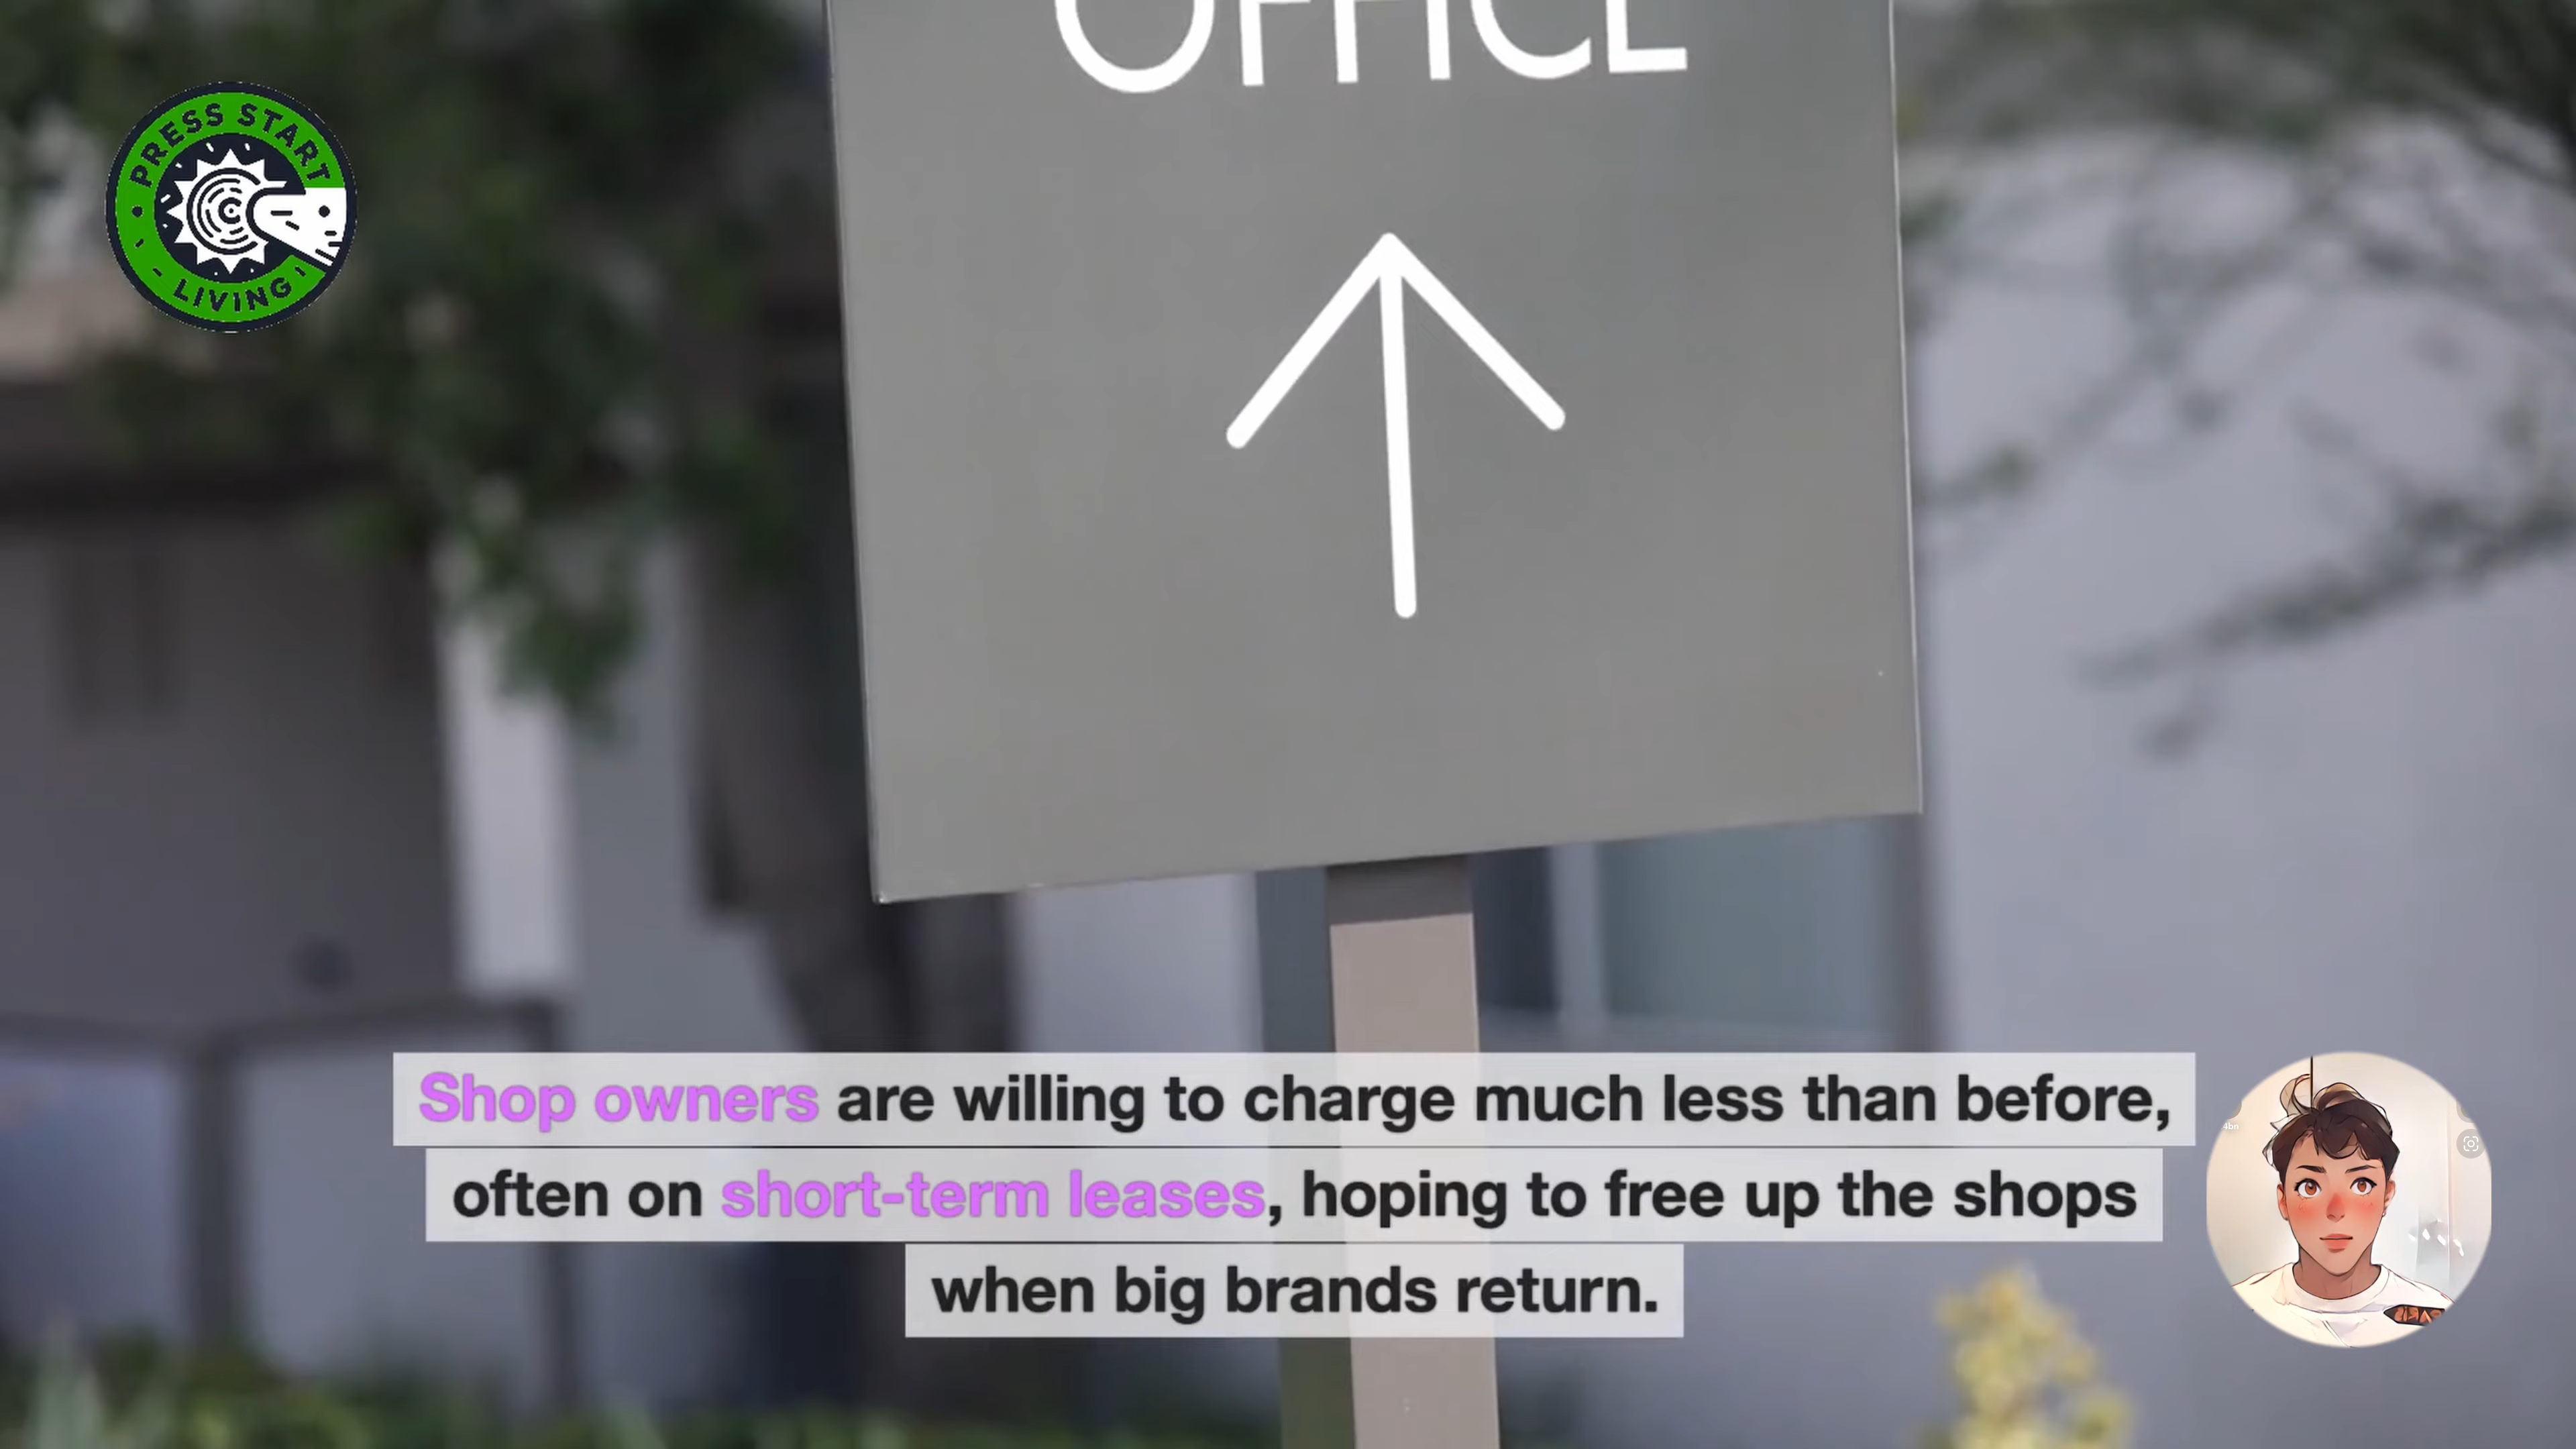 OFFICE
PRESS START
LIVING
Shop owners are willing to charge much less than before,
often on short-term leases, hoping to free up the shops
when big brands return.